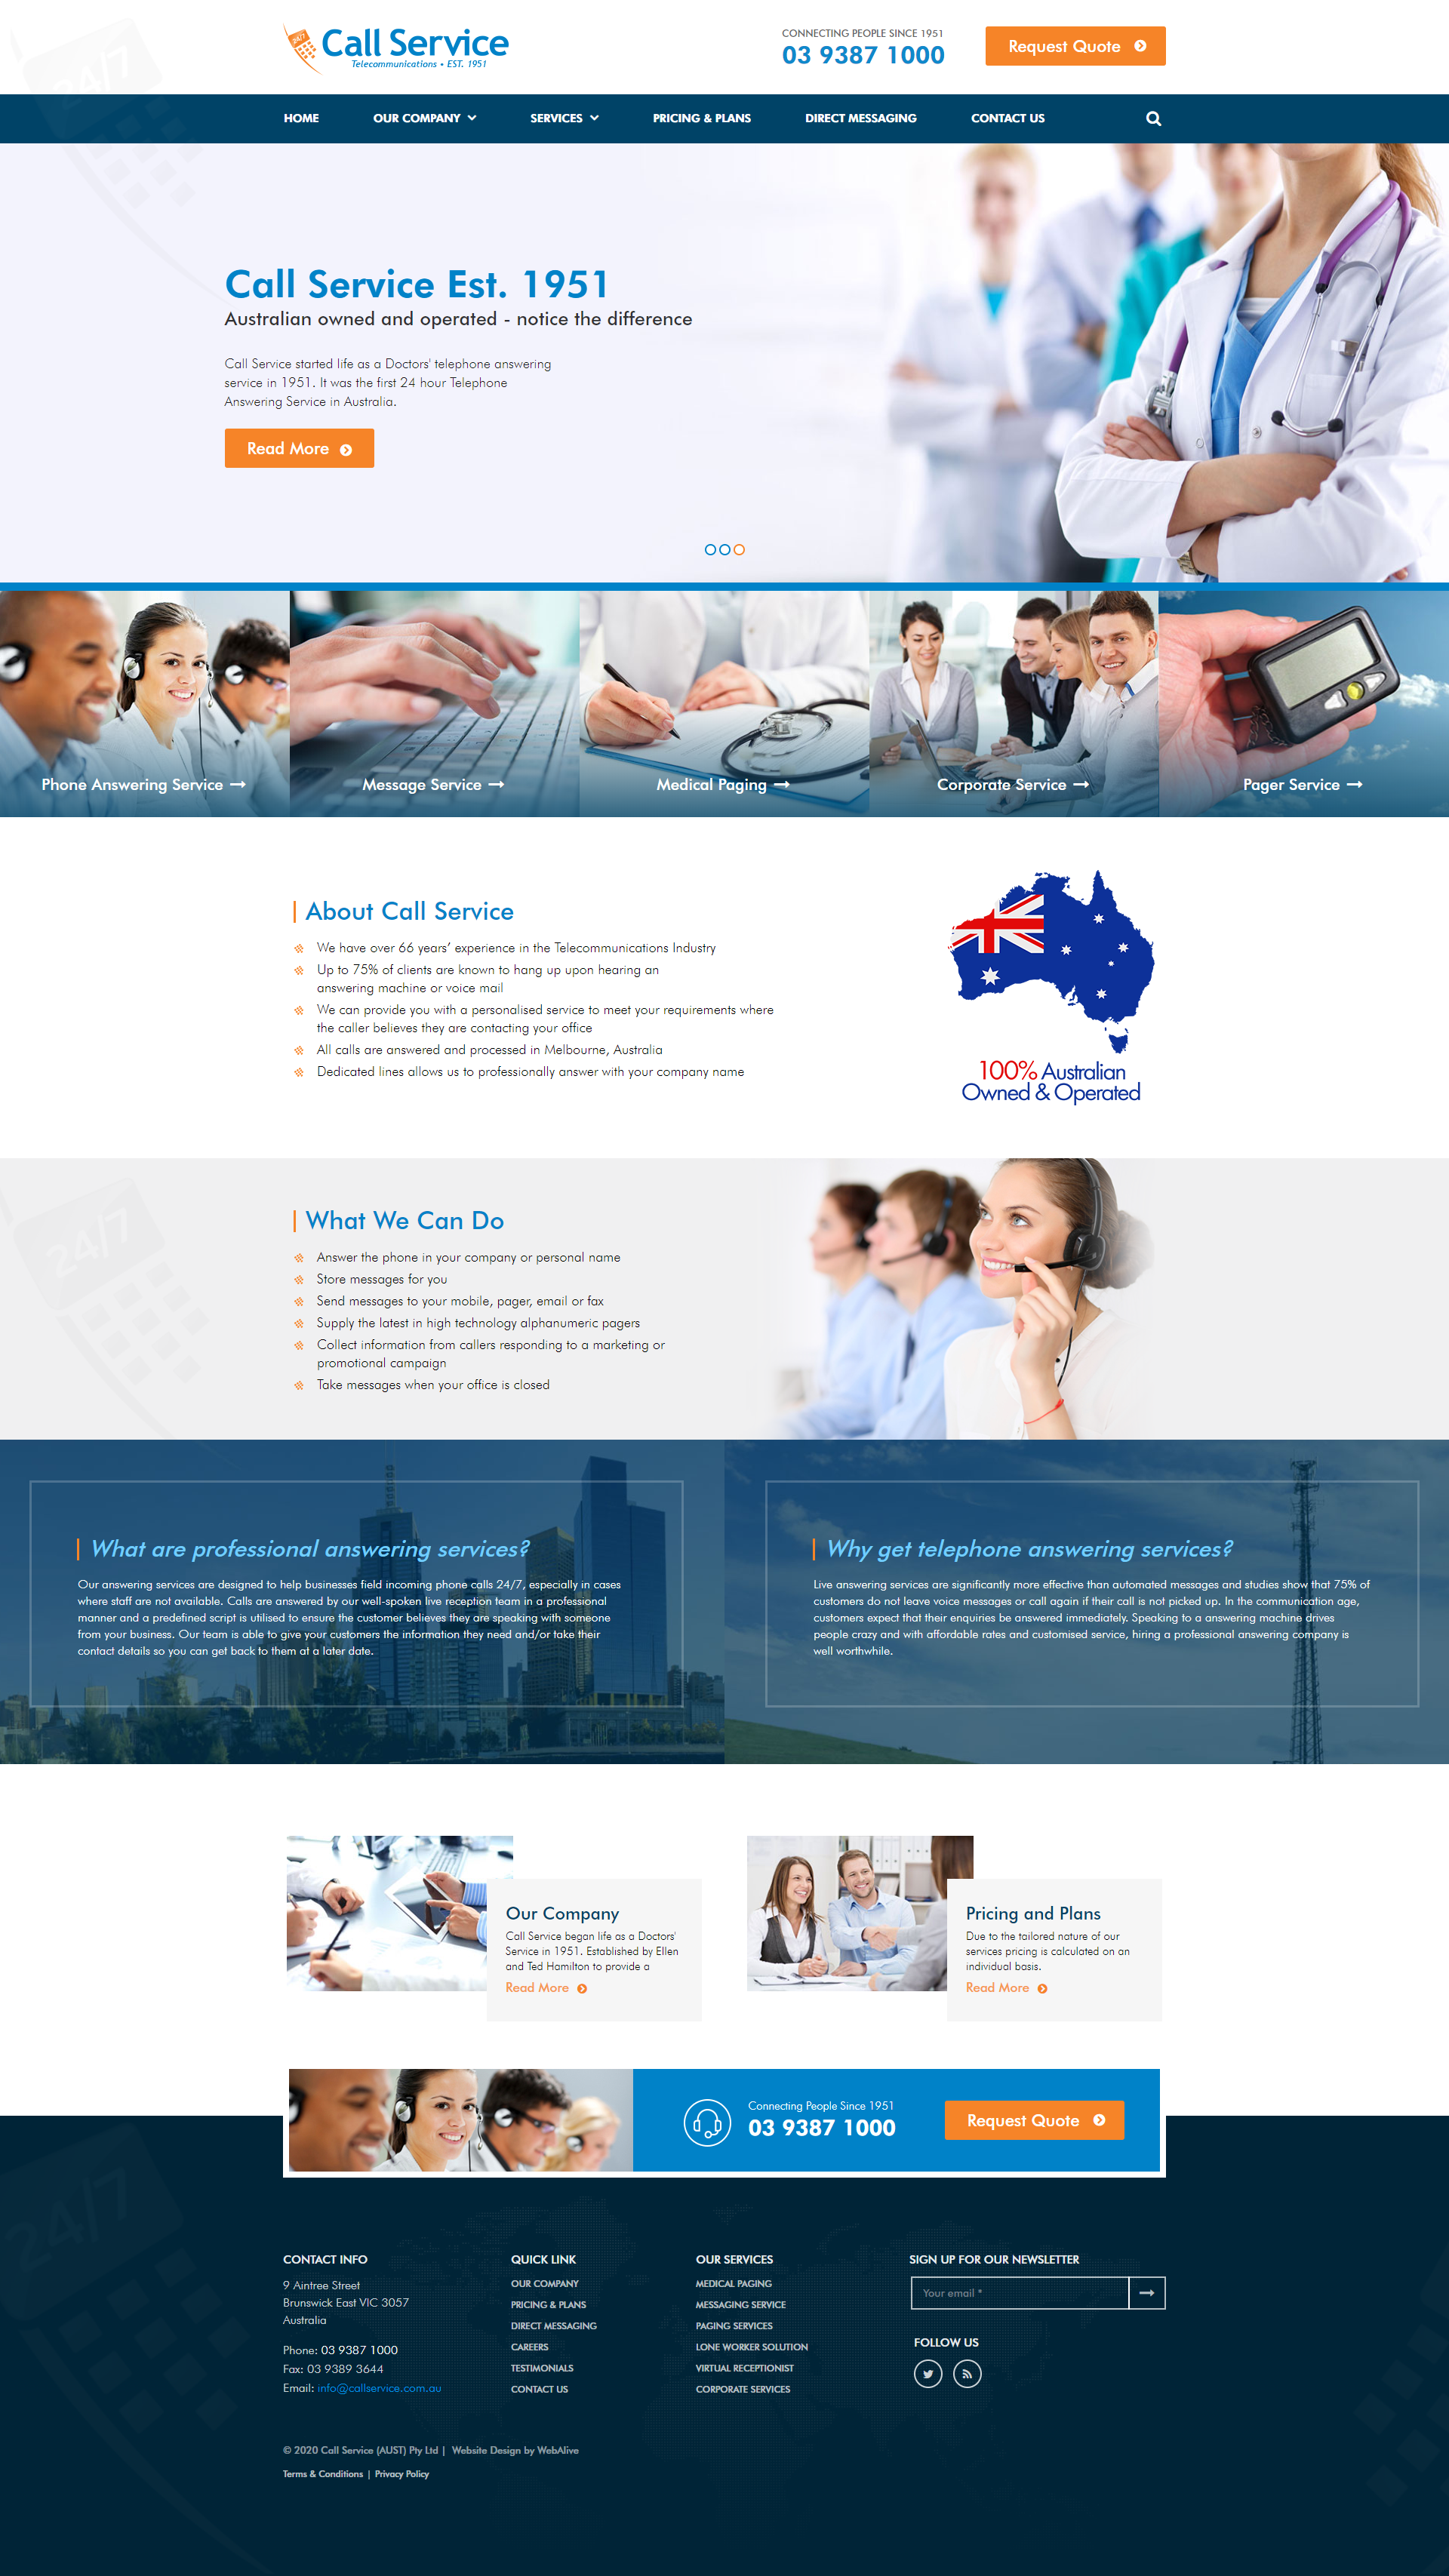 24/7
Call Service
Telecommunications • EST. 1951
CONNECTING PEOPLE SINCE 1951
03 9387 1000
Request Quote
HOME
OUR COMPANY
SERVICES
PRICING & PLANS
DIRECT MESSAGING
CONTACT US
Call Service Est. 1951
Australian owned and operated - notice the difference
Call Service started life as a Doctors' telephone answering
service in 1951. It was the first 24 hour Telephone
Answering Service in Australia.
Read More
Phone Answering Service
Message Service
Medical Paging
Corporate Service
Pager Service
About Call Service
We have over 66 years’ experience in the Telecommunications Industry
Up to 75% of clients are known to hang up upon hearing an
answering machine or voice mail
We can provide you with a personalised service to meet your requirements where
the caller believes they are contacting your office
All calls are answered and processed in Melbourne, Australia
Dedicated lines allows us to professionally answer with your company name
100% Australian
Owned & Operated
24/7
What We Can Do
Answer the phone in your company or personal name
Store messages for you
Send messages to your mobile, pager, email or fax
Supply the latest in high technology alphanumeric pagers
Collect information from callers responding to a marketing or
promotional campaign
Take messages when your office is closed
What are professional answering services?
Our answering services are designed to help businesses field incoming phone calls 24/7, especially in cases
where staff are not available. Calls are answered by our well-spoken live reception team in a professional
manner and a predefined script is utilised to ensure the customer believes they are speaking with someone
from your business. Our team is able to give your customers the information they need and/or take their
contact details so you can get back to them at a later date.
Why get telephone answering services?
Live answering services are significantly more effective than automated messages and studies show that 75% of
customers do not leave voice messages or call again if their call is not picked up. In the communication age,
customers expect that their enquiries be answered immediately. Speaking to a answering machine drives
people crazy and with affordable rates and customised service, hiring a professional answering company is
well worthwhile.
Our Company
Call Service began life as a Doctors'
Service in 1951. Established by Ellen
and Ted Hamilton to provide a
Read More
Pricing and Plans
Due to the tailored nature of our
services pricing is calculated on an
individual basis.
Read More
Connecting People Since 1951
03 9387 1000
Request Quote
24/7
CONTACT INFO
9 Aintree Street
Brunswick East VIC 3057
Australia
Phone: 03 9387 1000
Fax: 03 9389 3644
Email: info@callservice.com.au
QUICK LINK
OUR COMPANY
PRICING & PLANS
DIRECT MESSAGING
CAREERS
TESTIMONIALS
CONTACT US
OUR SERVICES
MEDICAL PAGING
MESSAGING SERVICE
PAGING SERVICES
LONE WORKER SOLUTION
VIRTUAL RECEPTIONIST
CORPORATE SERVICES
SIGN UP FOR OUR NEWSLETTER
Your email *
FOLLOW US
© 2020 Call Service (AUST) Pty Ltd | Website Design by WebAlive
Terms & Conditions | Privacy Policy